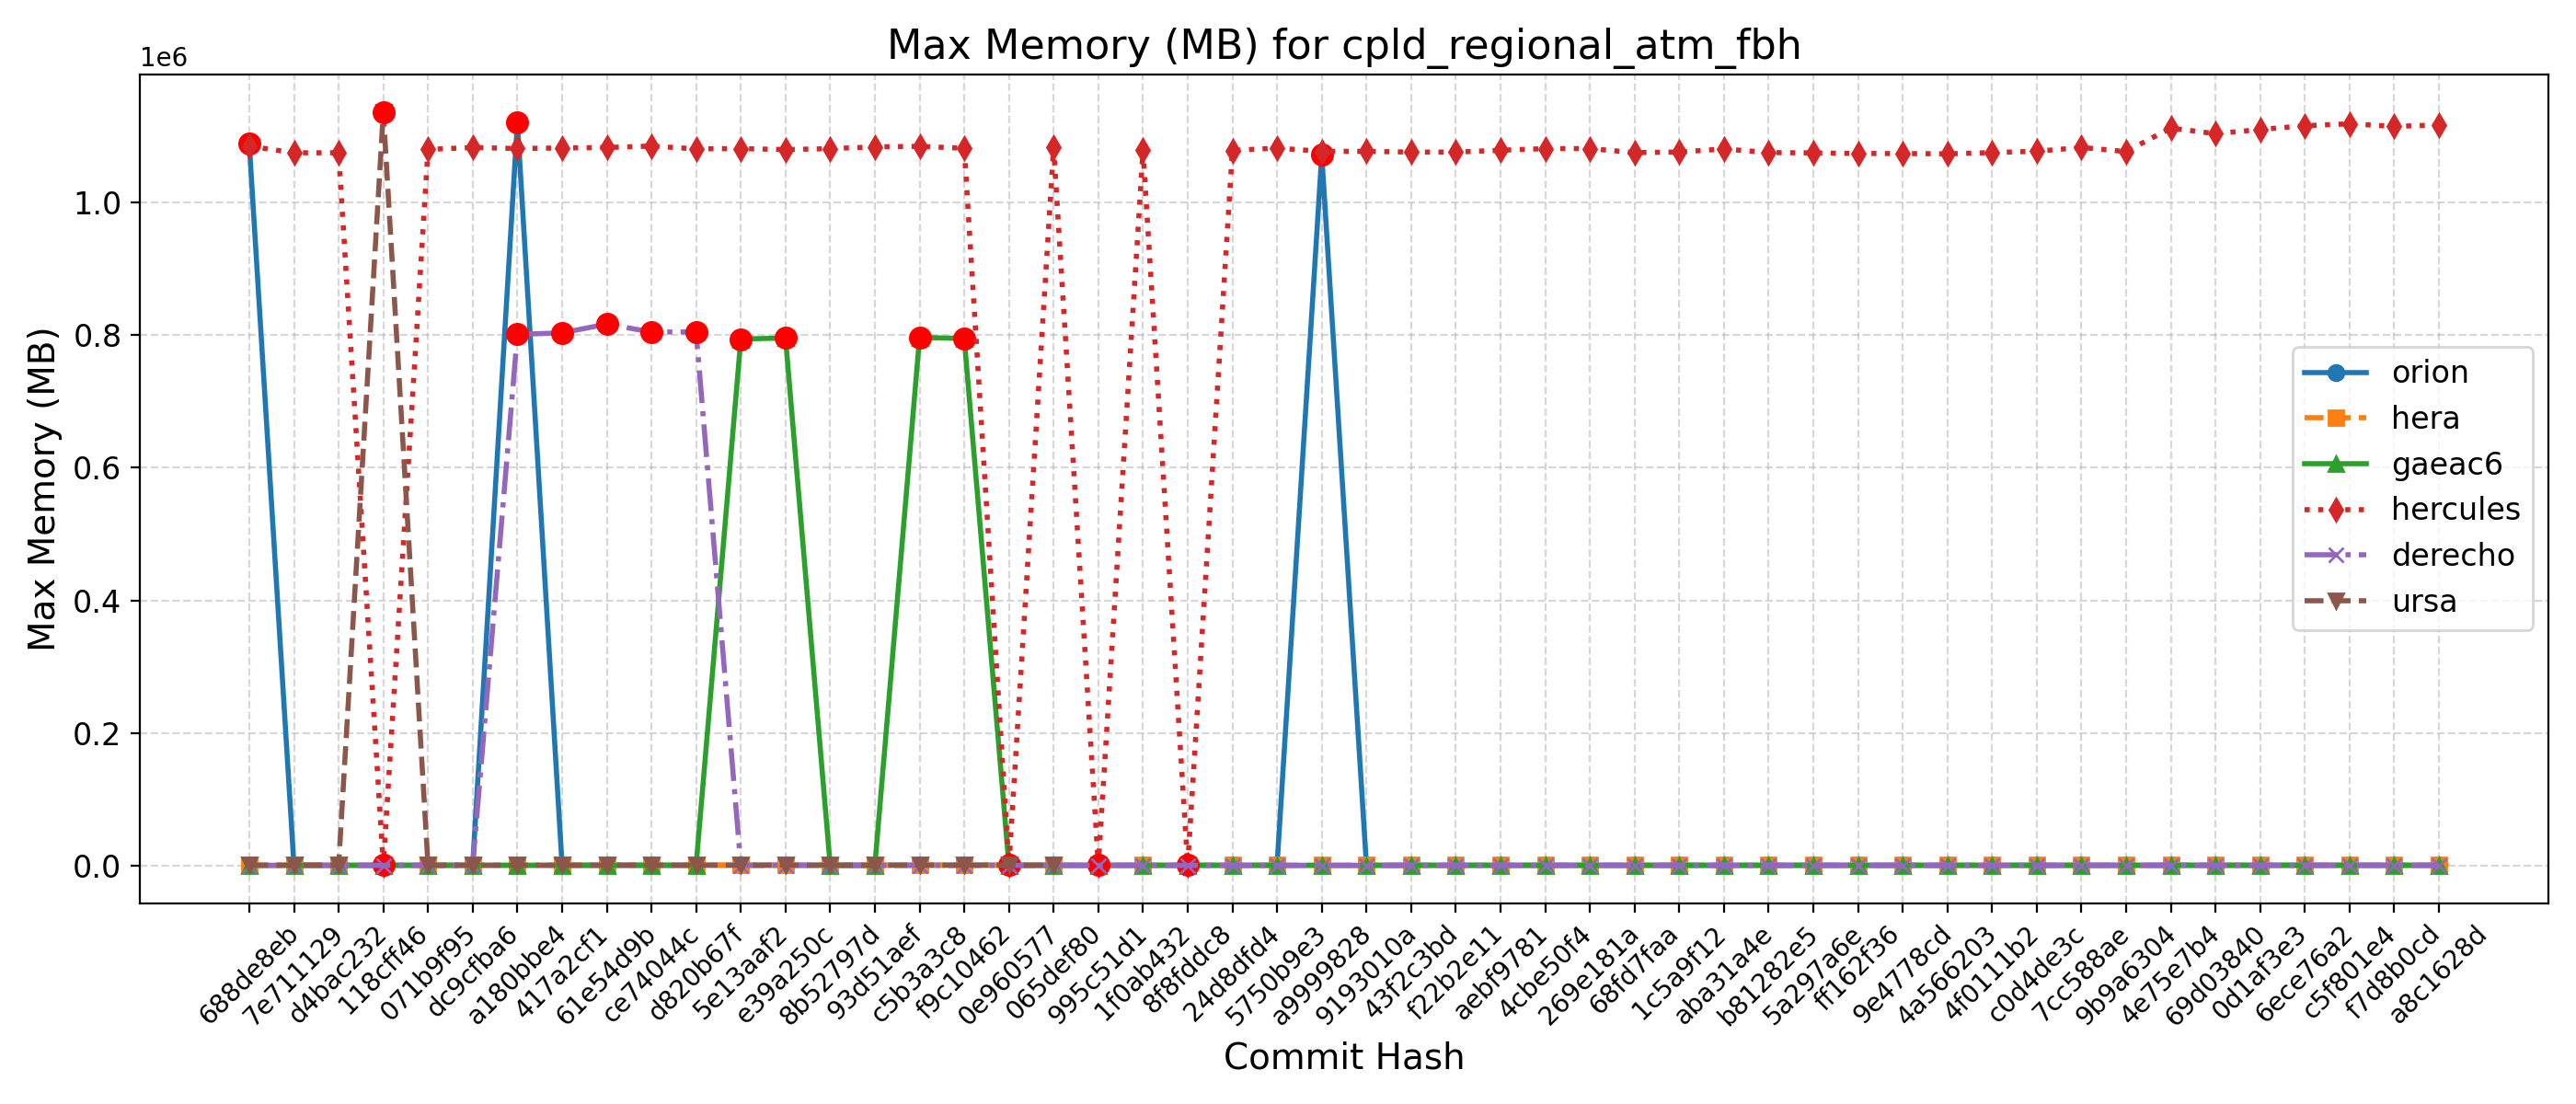 Max Memory (MB) for cpld_regional_atm_fbh
1e6
1.0
0.8
0.6
0.4
0.2
0.0
Max Memory (MB)
orion
hera
gaeac6
hercules
derecho
ursa
688de8eb
7e711129
d4bac232
118cff46
071b9f95
dc9cfba6
a180bbe4
417a2cf1
61e54d9b
ce74044c
d820b67f
5e13aaf2
e39a250c
8b52797d
93d51aef
c5b3a3c8
f9c10462
0e960577
065def80
995c51d1
1f0ab432
8f8fddc8
24d8dfd4
5750b9e3
a9999828
9193010a
43f2c3bd
f22b2e11
aebf9781
4cbe50f4
269e181a
68fd7faa
1c5a9f12
aba31a4e
b81282e5
5a297a6e
ff162f36
9e4778cd
4a566203
4f0111b2
c0d4de3c
7cc588ae
9b9a6304
4e75e7b4
69d03840
0d1af3e3
6ece76a2
c5f801e4
f7d8b0cd
a8c1628d
Commit Hash